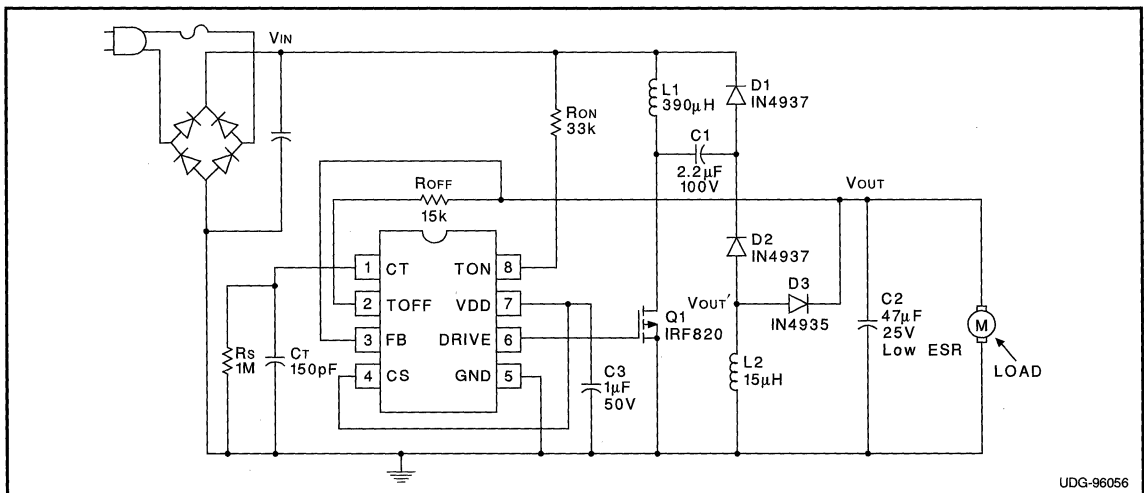 VIN
L1
390µH
D1
IN4937
RON
33k
C1
2.2µF
100V
ROFF
15k
VOUT
D2
IN4937
1 CT TON 8
2 TOFF VDD 7
3 FB DRIVE 6
4 CS GND 5
VOUT'
D3
IN4935
Q1
IRF820
C2
47µF
25V
Low ESR
M
LOAD
RS
1M
CT
150pF
C3
1µF
50V
L2
15µH
UDG-96056